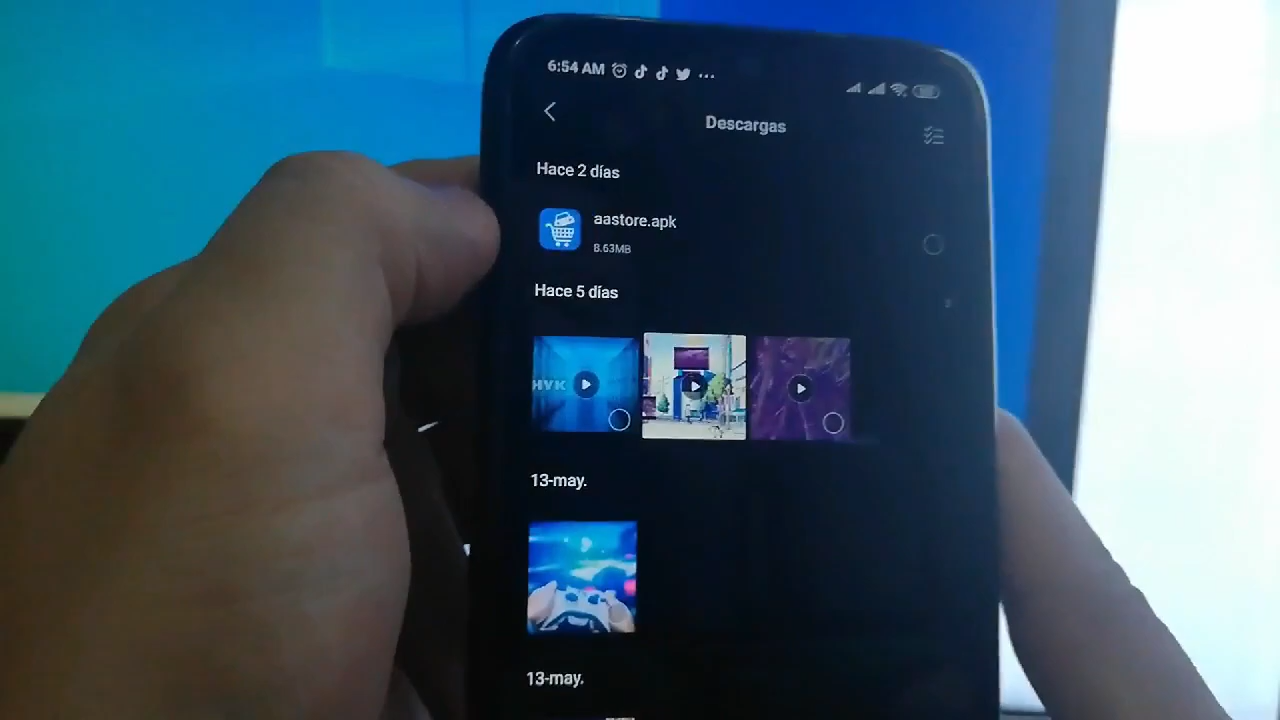 6:54 AM
Descargas
Hace 2 días
aastore.apk
8.63MB
Hace 5 días
HVK
13-may.
13-may.